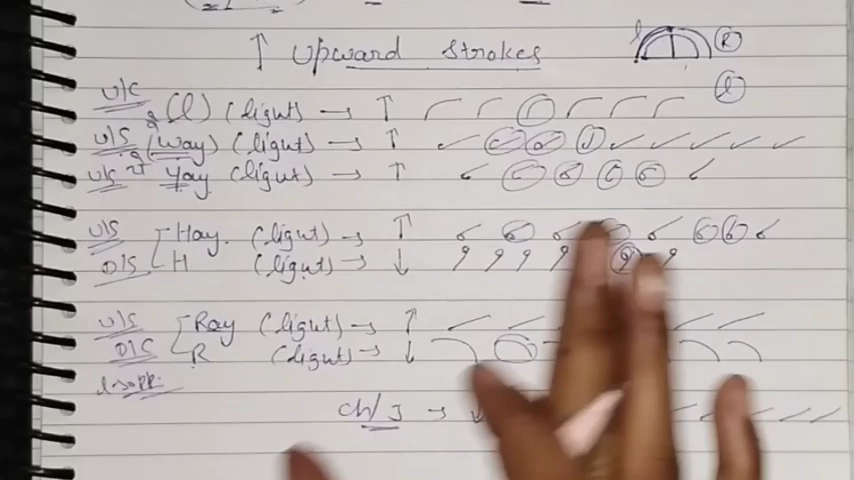 ↑ Upward Strokes (R)
(l)
U/C (l) (light) → ↑
U/S (Way) (light) → ↑
U/S Yay (light) → ↑
U/S Hay. (light) → ↑
D/S H (light) → ↓
U/S Ray (light) → ↑
D/C R (light) → ↓
Ch/J → ↓